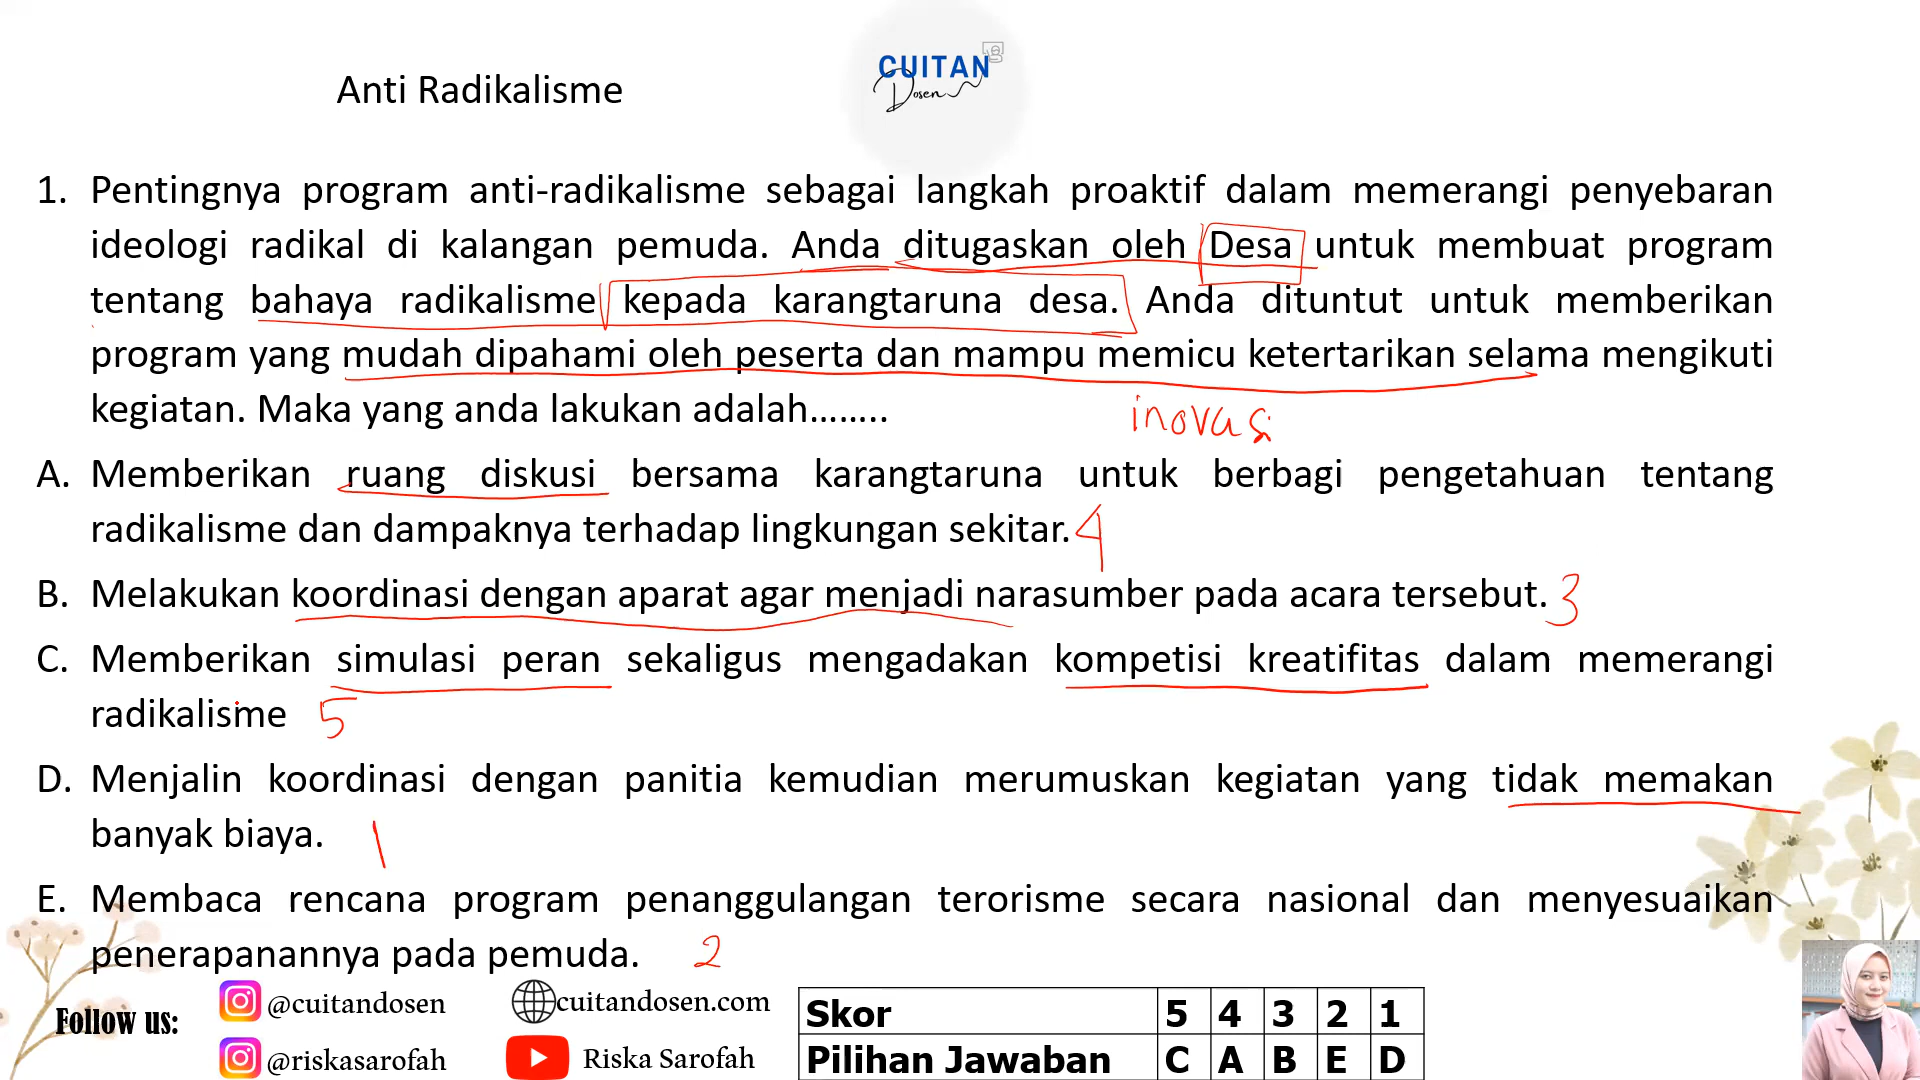 CUITAN
Dosen
Anti Radikalisme
1. Pentingnya program anti-radikalisme sebagai langkah proaktif dalam memerangi penyebaran
ideologi radikal di kalangan pemuda. Anda ditugaskan oleh Desa untuk membuat program
tentang bahaya radikalisme kepada karangtaruna desa. Anda dituntut untuk memberikan
program yang mudah dipahami oleh peserta dan mampu memicu ketertarikan selama mengikuti
kegiatan. Maka yang anda lakukan adalah........
inovasi
A. Memberikan ruang diskusi bersama karangtaruna untuk berbagi pengetahuan tentang
radikalisme dan dampaknya terhadap lingkungan sekitar. 4
B. Melakukan koordinasi dengan aparat agar menjadi narasumber pada acara tersebut. 3
C. Memberikan simulasi peran sekaligus mengadakan kompetisi kreatifitas dalam memerangi
radikalisme 5
D. Menjalin koordinasi dengan panitia kemudian merumuskan kegiatan yang tidak memakan
banyak biaya. 1
E. Membaca rencana program penanggulangan terorisme secara nasional dan menyesuaikan
penerapanannya pada pemuda. 2
Follow us:
@cuitandosen
cuitandosen.com
@riskasarofah
Riska Sarofah
Skor 5 4 3 2 1
Pilihan Jawaban C A B E D